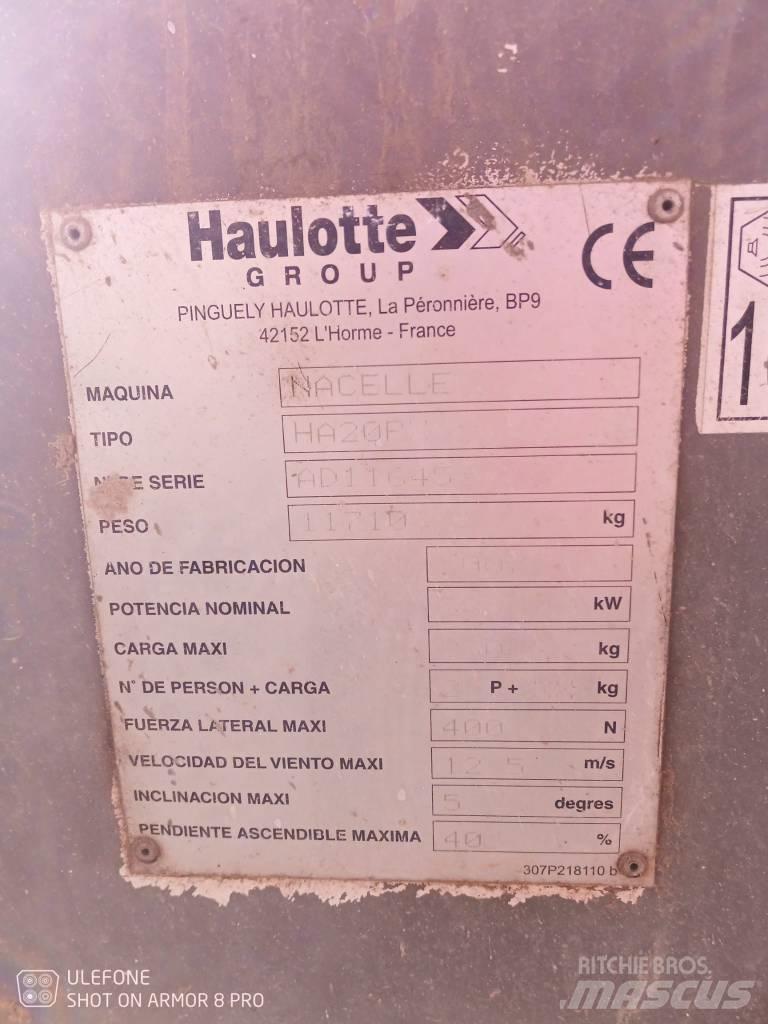 Haulotte
GROUP
CE
PINGUELY HAULOTTE, La Péronnière, BP9
42152 L'Horme - France
MAQUINA NACELLE
TIPO HA20P
N° DE SERIE
PESO 11710 kg
ANO DE FABRICACION
POTENCIA NOMINAL kW
CARGA MAXI kg
N° DE PERSON + CARGA P + kg
FUERZA LATERAL MAXI 400 N
VELOCIDAD DEL VIENTO MAXI 12.5 m/s
INCLINACION MAXI 5 degres
PENDIENTE ASCENDIBLE MAXIMA 40 %
307P218110 b
ULEFONE
SHOT ON ARMOR 8 PRO
RITCHIE BROS.
MASCUS